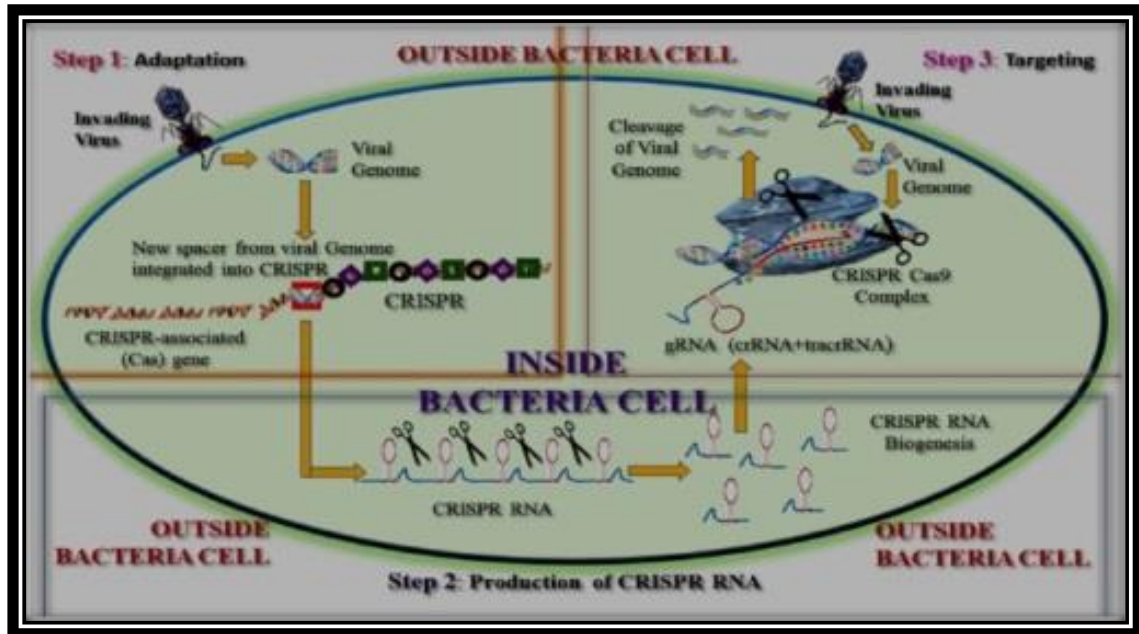 Step 1: Adaptation
OUTSIDE BACTERIA CELL
Step 3: Targeting
Invading
Virus
Viral
Genome
New spacer from viral Genome
integrated into CRISPR
CRISPR
CRISPR-associated
(Cas) gene
Invading
Virus
Cleavage
of Viral
Genome
Viral
Genome
CRISPR Cas9
Complex
gRNA (crRNA+tracrRNA)
INSIDE
BACTERIA CELL
CRISPR RNA
CRISPR RNA
Biogenesis
OUTSIDE
BACTERIA CELL
OUTSIDE
BACTERIA CELL
Step 2: Production of CRISPR RNA